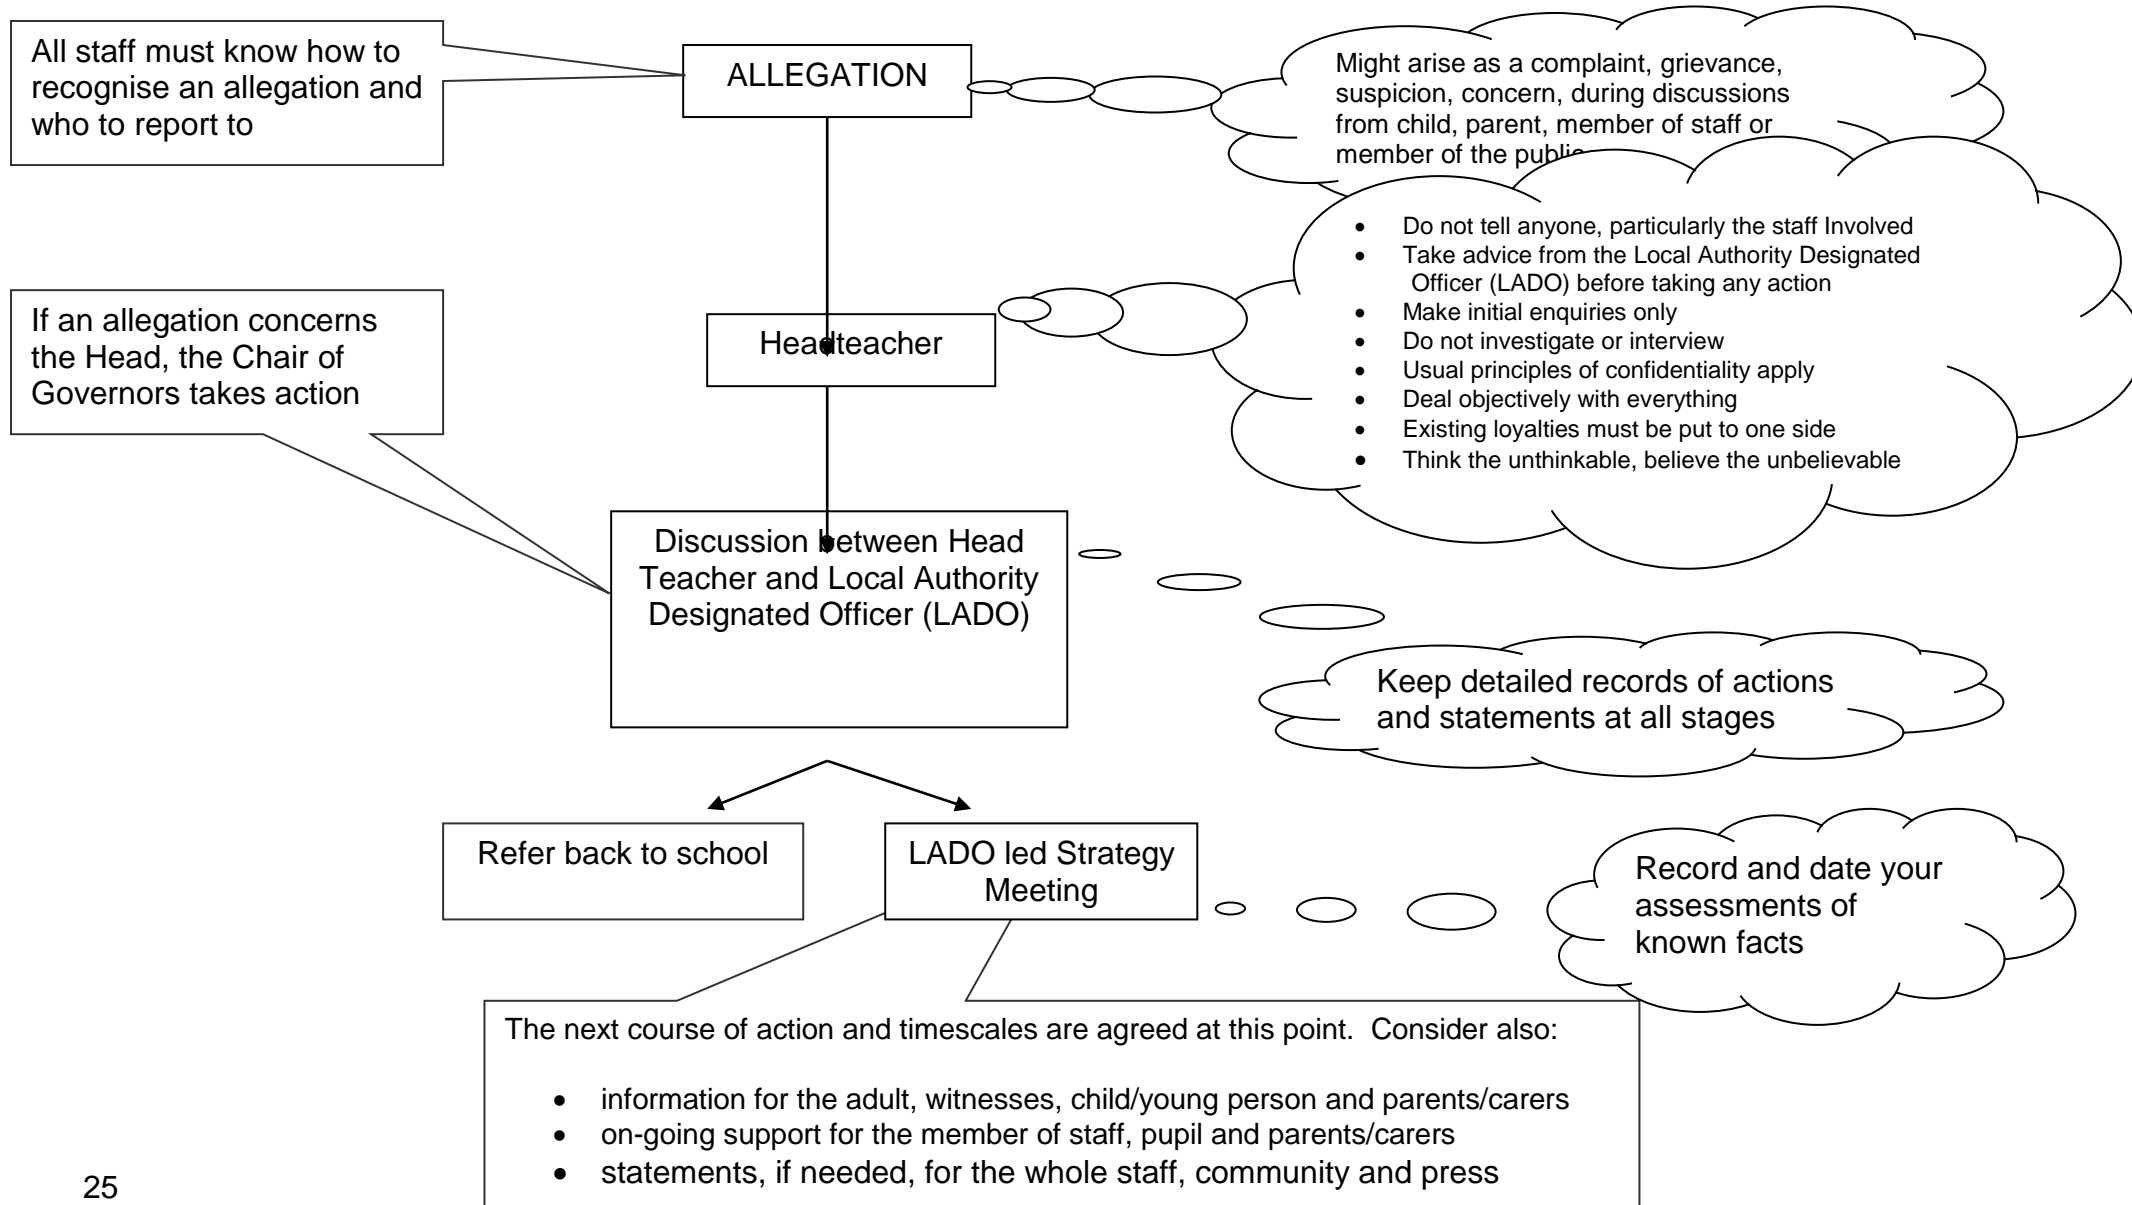 All staff must know how to
recognise an allegation and
who to report to
ALLEGATION
Might arise as a complaint, grievance,
suspicion, concern, during discussions
from child, parent, member of staff or
member of the public
• Do not tell anyone, particularly the staff Involved
• Take advice from the Local Authority Designated
Officer (LADO) before taking any action
• Make initial enquiries only
• Do not investigate or interview
• Usual principles of confidentiality apply
• Deal objectively with everything
• Existing loyalties must be put to one side
• Think the unthinkable, believe the unbelievable
If an allegation concerns
the Head, the Chair of
Governors takes action
Headteacher
Discussion between Head
Teacher and Local Authority
Designated Officer (LADO)
Keep detailed records of actions
and statements at all stages
Refer back to school
LADO led Strategy
Meeting
Record and date your
assessments of
known facts
The next course of action and timescales are agreed at this point.  Consider also:
• information for the adult, witnesses, child/young person and parents/carers
• on-going support for the member of staff, pupil and parents/carers
• statements, if needed, for the whole staff, community and press
25